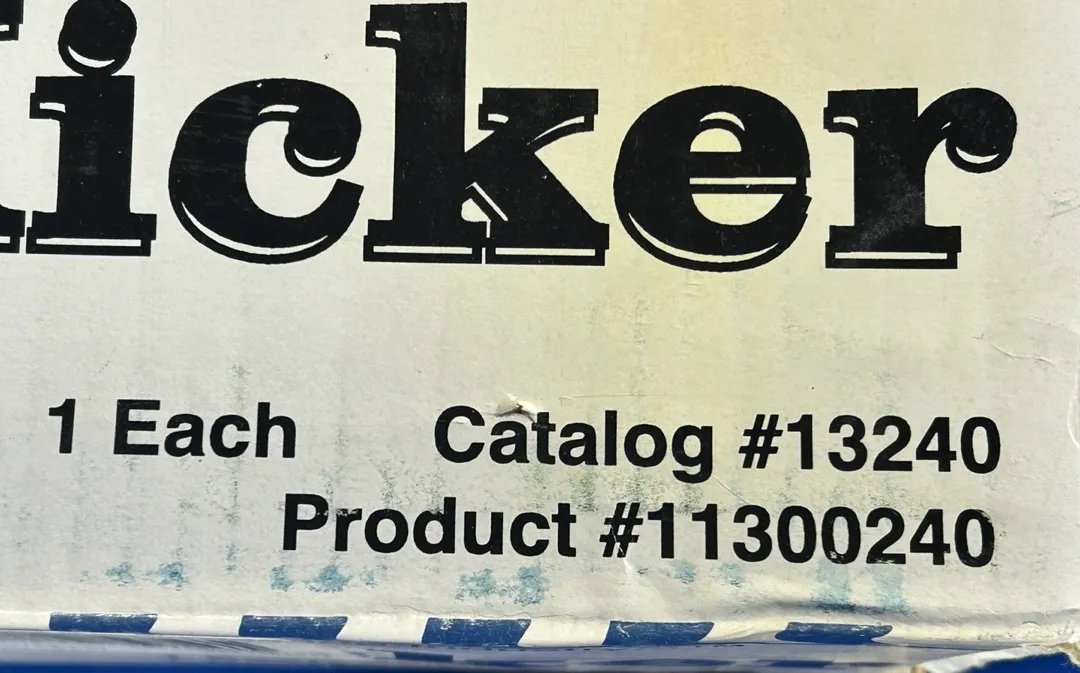 icker
1 Each Catalog #13240
Product #11300240